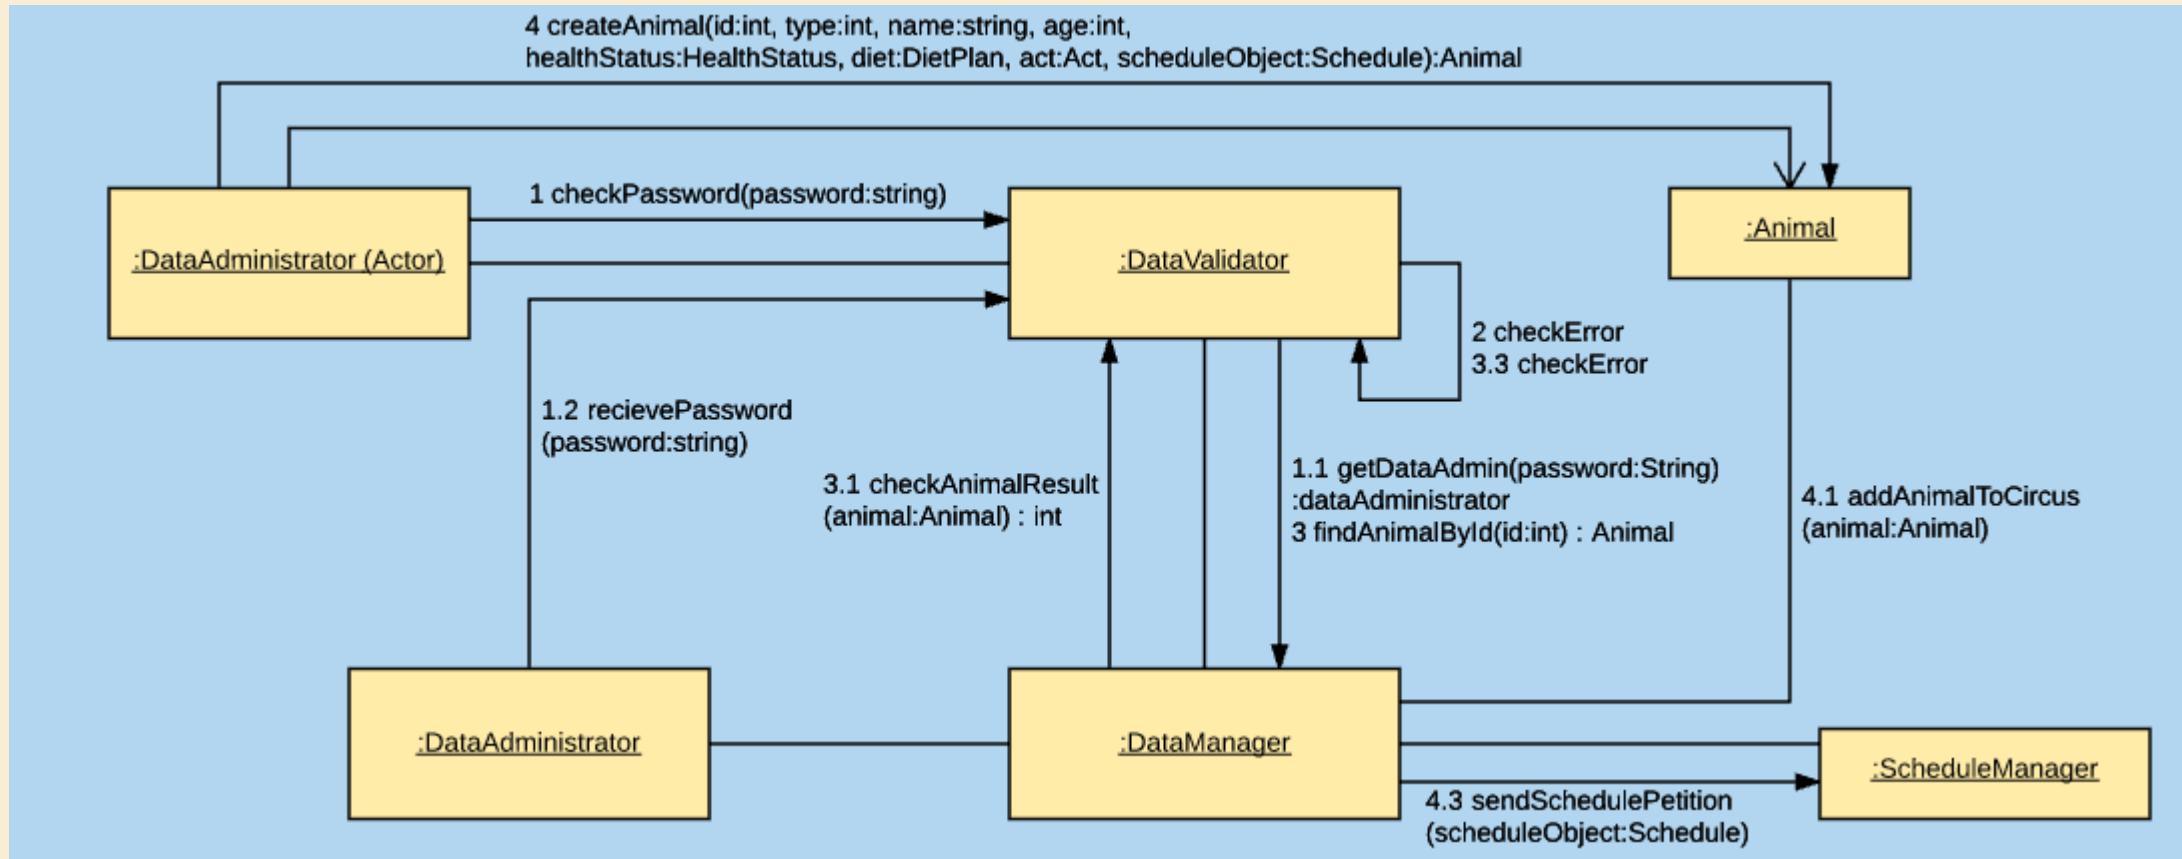 4 createAnimal(id:int, type:int, name:string, age:int,
healthStatus:HealthStatus, diet:DietPlan, act:Act, scheduleObject:Schedule):Animal
1 checkPassword(password:string)
:DataAdministrator (Actor)
:DataValidator
:Animal
2 checkError
3.3 checkError
1.2 recievePassword
(password:string)
3.1 checkAnimalResult
(animal:Animal) : int
1.1 getDataAdmin(password:String)
:dataAdministrator
3 findAnimalById(id:int) : Animal
4.1 addAnimalToCircus
(animal:Animal)
:DataAdministrator
:DataManager
:ScheduleManager
4.3 sendSchedulePetition
(scheduleObject:Schedule)